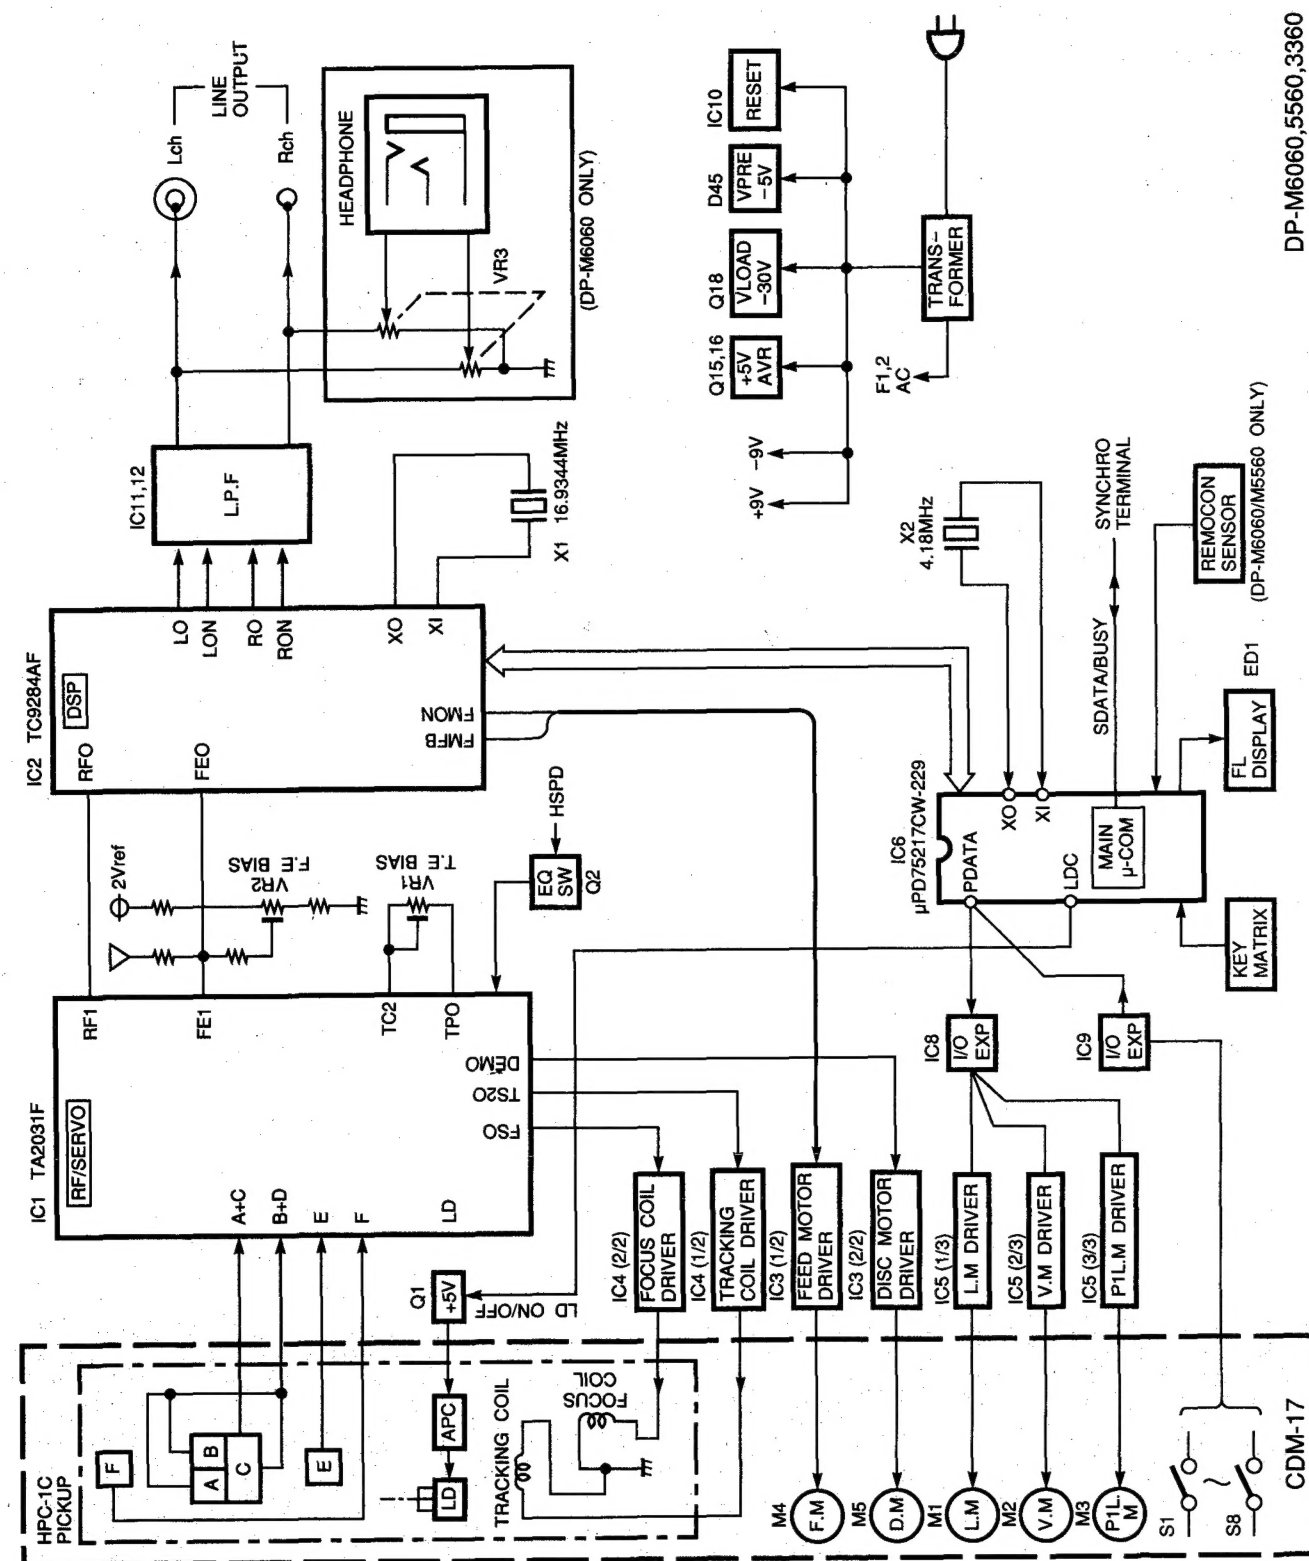 DP-M6060,5560,3360
HPC-1C
PICKUP
F
A
B
C
E
LD
APC
TRACKING COIL
FOCUS
COIL
Q1
+5V
LD ON/OFF
IC1 TA2031F
RF/SERVO
A+C
B+D
E
F
LD
RF1
FE1
TC2
TPO
FSO
TS2O
DEMO
2Vref
VR2
F.E BIAS
VR1
T.E BIAS
EQ
SW
Q2
HSPD
IC2 TC9284AF
DSP
RFO
FEO
FMFB
FMON
LO
LON
RO
RON
XO
XI
IC11,12
L.P.F
X1 16.9344MHz
Lch
Rch
LINE
OUTPUT
HEADPHONE
VR3
(DP-M6060 ONLY)
IC4 (2/2)
FOCUS COIL
DRIVER
IC4 (1/2)
TRACKING
COIL DRIVER
IC3 (1/2)
FEED MOTOR
DRIVER
IC3 (2/2)
DISC MOTOR
DRIVER
IC5 (1/3)
L.M DRIVER
IC5 (2/3)
V.M DRIVER
IC5 (3/3)
P1L.M DRIVER
M4
F.M
M5
D.M
M1
L.M
M2
V.M
M3
P1L.
M
S1
~
S8
CDM-17
IC8
I/O
EXP
IC9
I/O
EXP
IC6
μPD75217CW-229
PDATA
LDC
XO
XI
MAIN
μ-COM
KEY
MATRIX
FL
DISPLAY
ED1
X2
4.18MHz
SDATA/BUSY
SYNCHRO
TERMINAL
REMOCON
SENSOR
(DP-M6060/M5560 ONLY)
+9V
-9V
Q15,16
+5V
AVR
Q18
VLOAD
-30V
D45
VPRE
-5V
IC10
RESET
F1,2
AC
TRANS-
FORMER